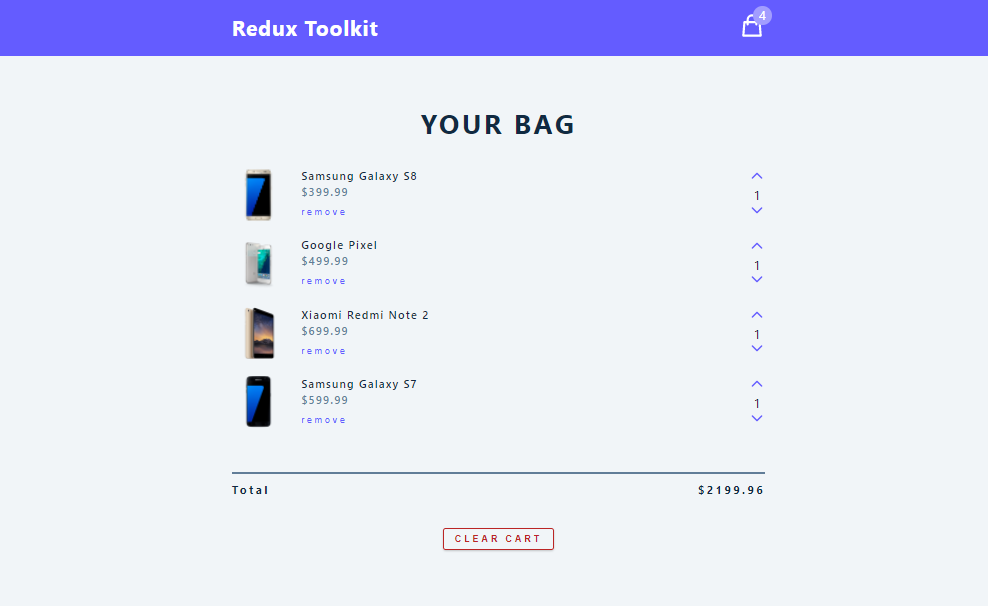 Redux Toolkit
4
YOUR BAG
Samsung Galaxy S8
$399.99
remove
1
Google Pixel
$499.99
remove
1
Xiaomi Redmi Note 2
$699.99
remove
1
Samsung Galaxy S7
$599.99
remove
1
Total $2199.96
CLEAR CART